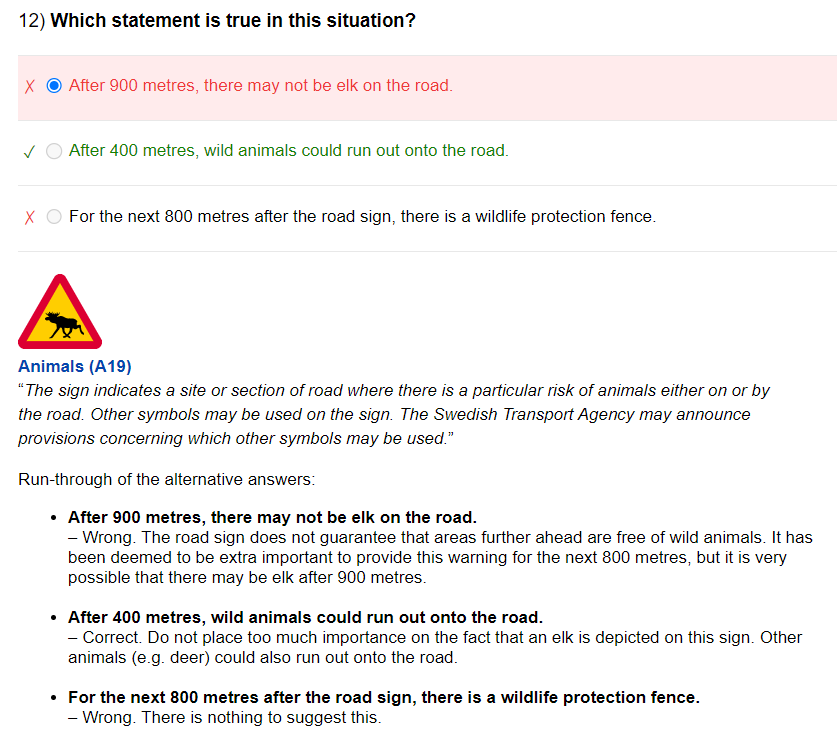 12) Which statement is true in this situation?
After 900 metres, there may not be elk on the road.
After 400 metres, wild animals could run out onto the road.
For the next 800 metres after the road sign, there is a wildlife protection fence.
Animals (A19)
“The sign indicates a site or section of road where there is a particular risk of animals either on or by
the road. Other symbols may be used on the sign. The Swedish Transport Agency may announce
provisions concerning which other symbols may be used.”
Run-through of the alternative answers:
• After 900 metres, there may not be elk on the road.
– Wrong. The road sign does not guarantee that areas further ahead are free of wild animals. It has
been deemed to be extra important to provide this warning for the next 800 metres, but it is very
possible that there may be elk after 900 metres.
• After 400 metres, wild animals could run out onto the road.
– Correct. Do not place too much importance on the fact that an elk is depicted on this sign. Other
animals (e.g. deer) could also run out onto the road.
• For the next 800 metres after the road sign, there is a wildlife protection fence.
– Wrong. There is nothing to suggest this.